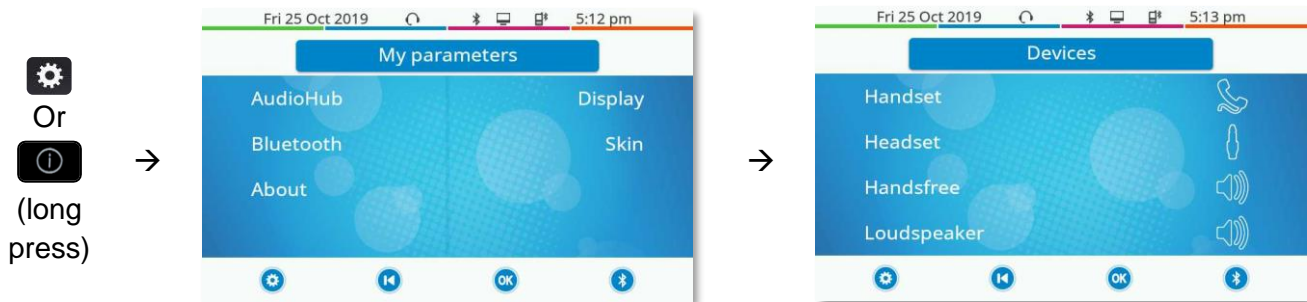 Or
(long
press)
→
Fri 25 Oct 2019 5:12 pm
My parameters
AudioHub Display
Bluetooth Skin
About
OK
→
Fri 25 Oct 2019 5:13 pm
Devices
Handset
Headset
Handsfree
Loudspeaker
OK